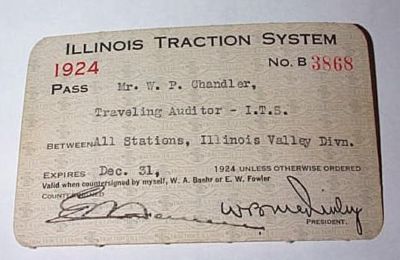 ILLINOIS TRACTION SYSTEM
1924 No. B 3868
PASS Mr. W. P. Chandler,
Traveling Auditor - I.T.S.
BETWEEN All Stations, Illinois Valley Divn.
EXPIRES Dec. 31, 1924 UNLESS OTHERWISE ORDERED
Valid when countersigned by myself, W. A. Baehr or E. W. Fowler
COUNTERSIGNED
PRESIDENT.